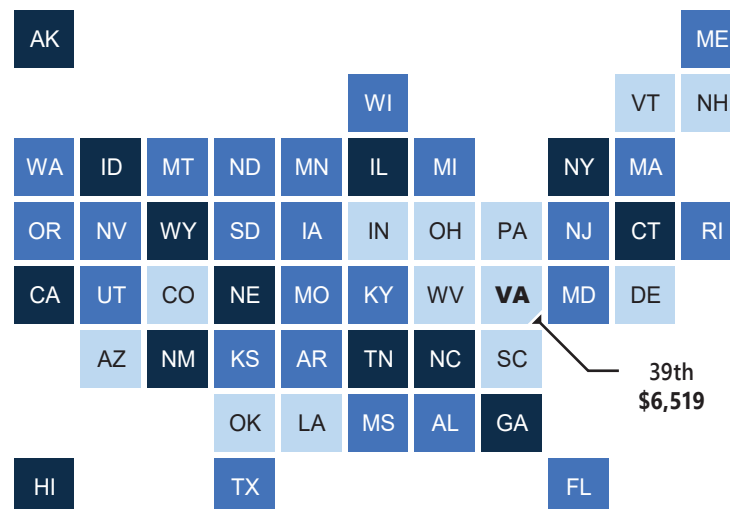 AK ME
WI VT NH
WA ID MT ND MN IL MI NY MA
OR NV WY SD IA IN OH PA NJ CT RI
CA UT CO NE MO KY WV VA MD DE
AZ NM KS AR TN NC SC
39th
$6,519
OK LA MS AL GA
HI TX FL